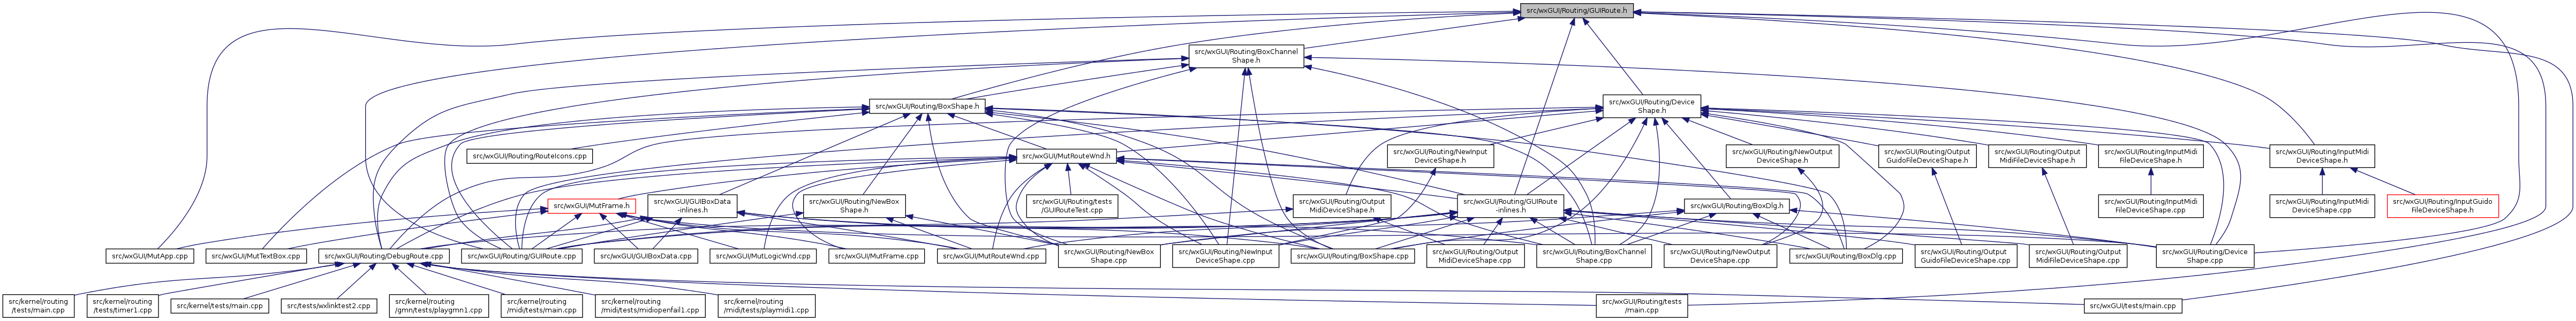 src/wxGUI/Routing/GUIRoute.h
src/wxGUI/Routing/BoxChannel
Shape.h
src/wxGUI/Routing/BoxShape.h
src/wxGUI/Routing/Device
Shape.h
src/wxGUI/Routing/RouteIcons.cpp
src/wxGUI/MutRouteWnd.h
src/wxGUI/Routing/NewInput
DeviceShape.h
src/wxGUI/Routing/NewOutput
DeviceShape.h
src/wxGUI/Routing/Output
GuidoFileDeviceShape.h
src/wxGUI/Routing/Output
MidiFileDeviceShape.h
src/wxGUI/Routing/InputMidi
FileDeviceShape.h
src/wxGUI/Routing/InputMidi
DeviceShape.h
src/wxGUI/MutFrame.h
src/wxGUI/GUIBoxData
-inlines.h
src/wxGUI/Routing/NewBox
Shape.h
src/wxGUI/Routing/tests
/GUIRouteTest.cpp
src/wxGUI/Routing/Output
MidiDeviceShape.h
src/wxGUI/Routing/GUIRoute
-inlines.h
src/wxGUI/Routing/BoxDlg.h
src/wxGUI/Routing/InputMidi
FileDeviceShape.cpp
src/wxGUI/Routing/InputMidi
DeviceShape.cpp
src/wxGUI/Routing/InputGuido
FileDeviceShape.h
src/wxGUI/MutApp.cpp
src/wxGUI/MutTextBox.cpp
src/wxGUI/Routing/DebugRoute.cpp
src/wxGUI/Routing/GUIRoute.cpp
src/wxGUI/GUIBoxData.cpp
src/wxGUI/MutLogicWnd.cpp
src/wxGUI/MutFrame.cpp
src/wxGUI/MutRouteWnd.cpp
src/wxGUI/Routing/NewBox
Shape.cpp
src/wxGUI/Routing/NewInput
DeviceShape.cpp
src/wxGUI/Routing/BoxShape.cpp
src/wxGUI/Routing/Output
MidiDeviceShape.cpp
src/wxGUI/Routing/BoxChannel
Shape.cpp
src/wxGUI/Routing/NewOutput
DeviceShape.cpp
src/wxGUI/Routing/BoxDlg.cpp
src/wxGUI/Routing/Output
GuidoFileDeviceShape.cpp
src/wxGUI/Routing/Output
MidiFileDeviceShape.cpp
src/wxGUI/Routing/Device
Shape.cpp
src/kernel/routing
/tests/main.cpp
src/kernel/routing
/tests/timer1.cpp
src/kernel/tests/main.cpp
src/tests/wxlinktest2.cpp
src/kernel/routing
/gmn/tests/playgmn1.cpp
src/kernel/routing
/midi/tests/main.cpp
src/kernel/routing
/midi/tests/midiopenfail1.cpp
src/kernel/routing
/midi/tests/playmidi1.cpp
src/wxGUI/Routing/tests
/main.cpp
src/wxGUI/tests/main.cpp